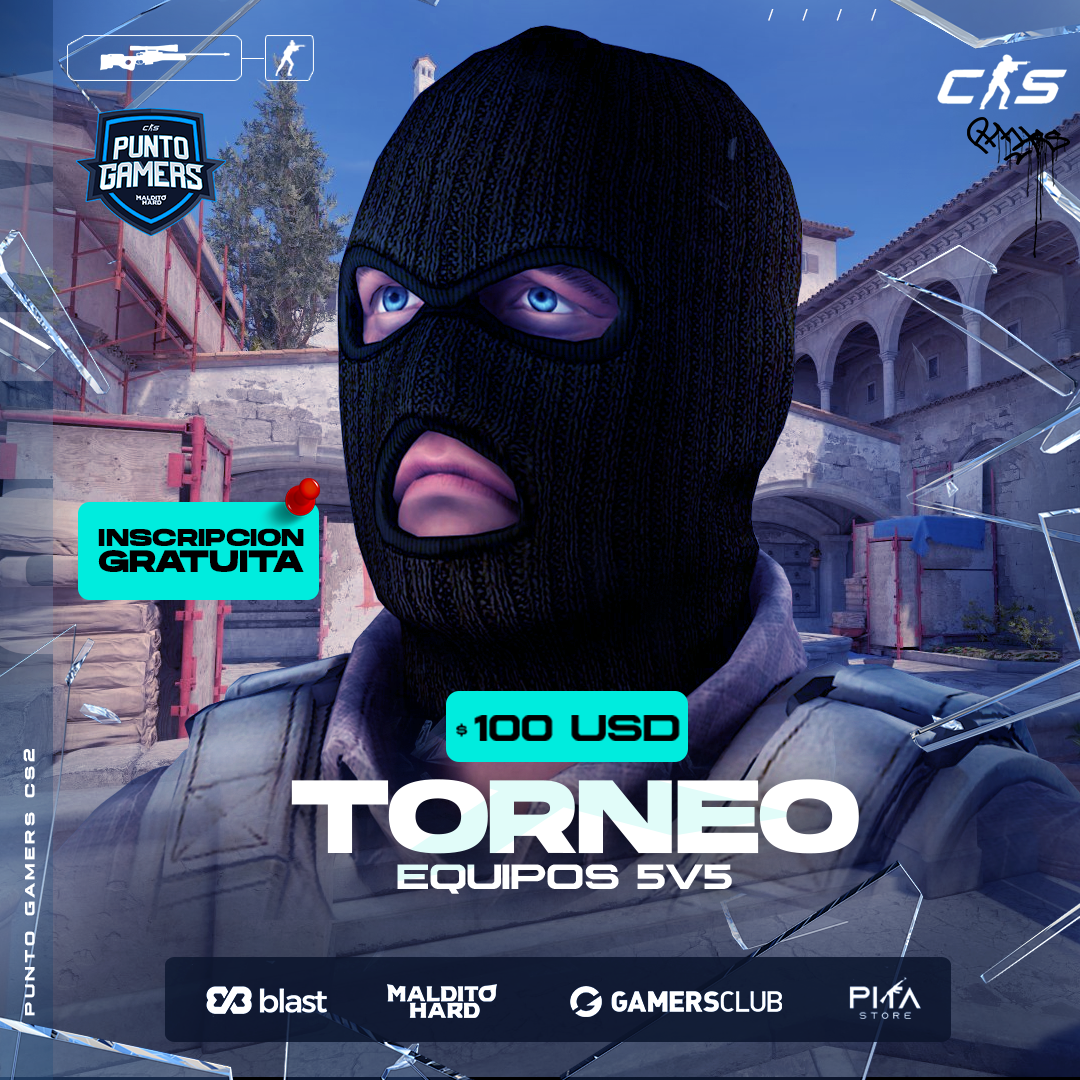 CS
PUNTO
GAMERS
MALDITO
HARD
CS
INSCRIPCION
GRATUITA
$100 USD
TORNEO
EQUIPOS 5V5
PUNTO GAMERS CS2
blast
MALDITO
HARD
GAMERSCLUB
PITA
STORE